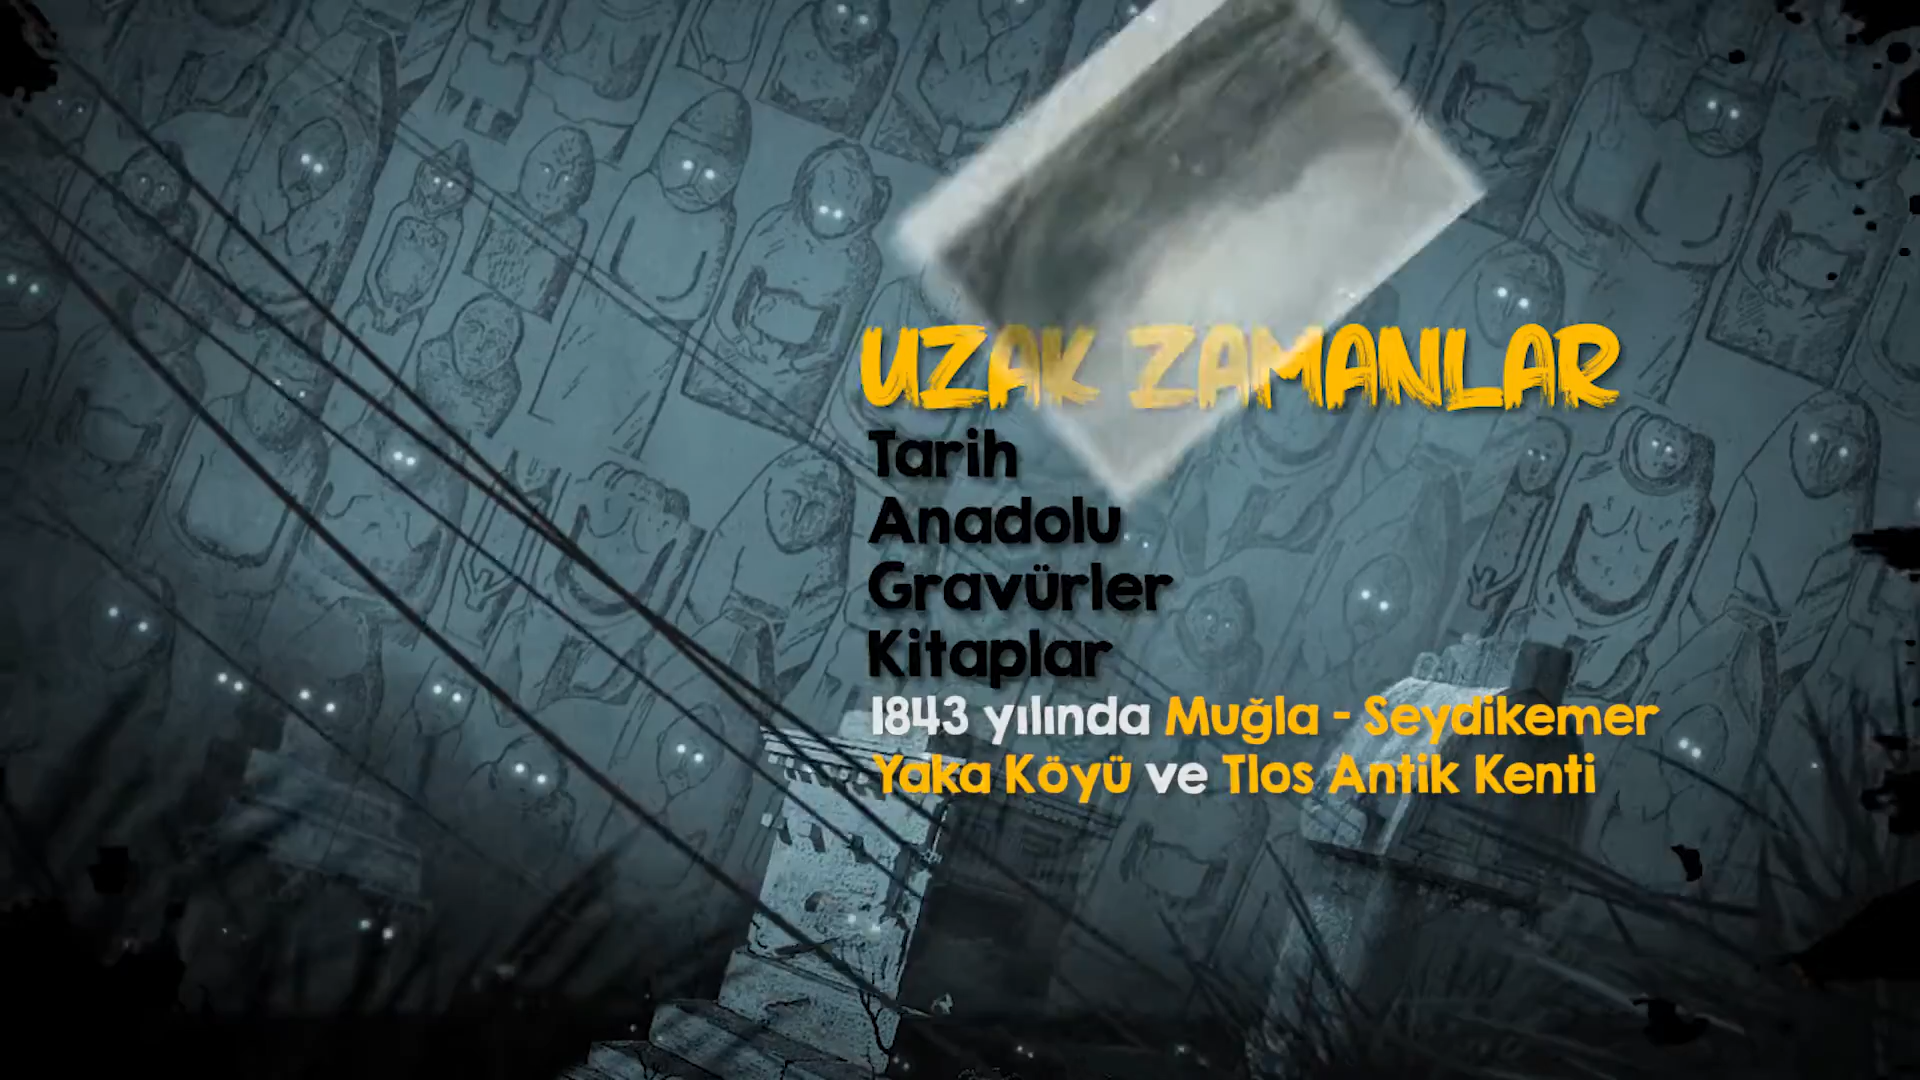 UZAK ZAMANLAR
Tarih
Anadolu
Gravürler
Kitaplar
1843 yılında Muğla - Seydikemer
Yaka Köyü ve Tlos Antik Kenti